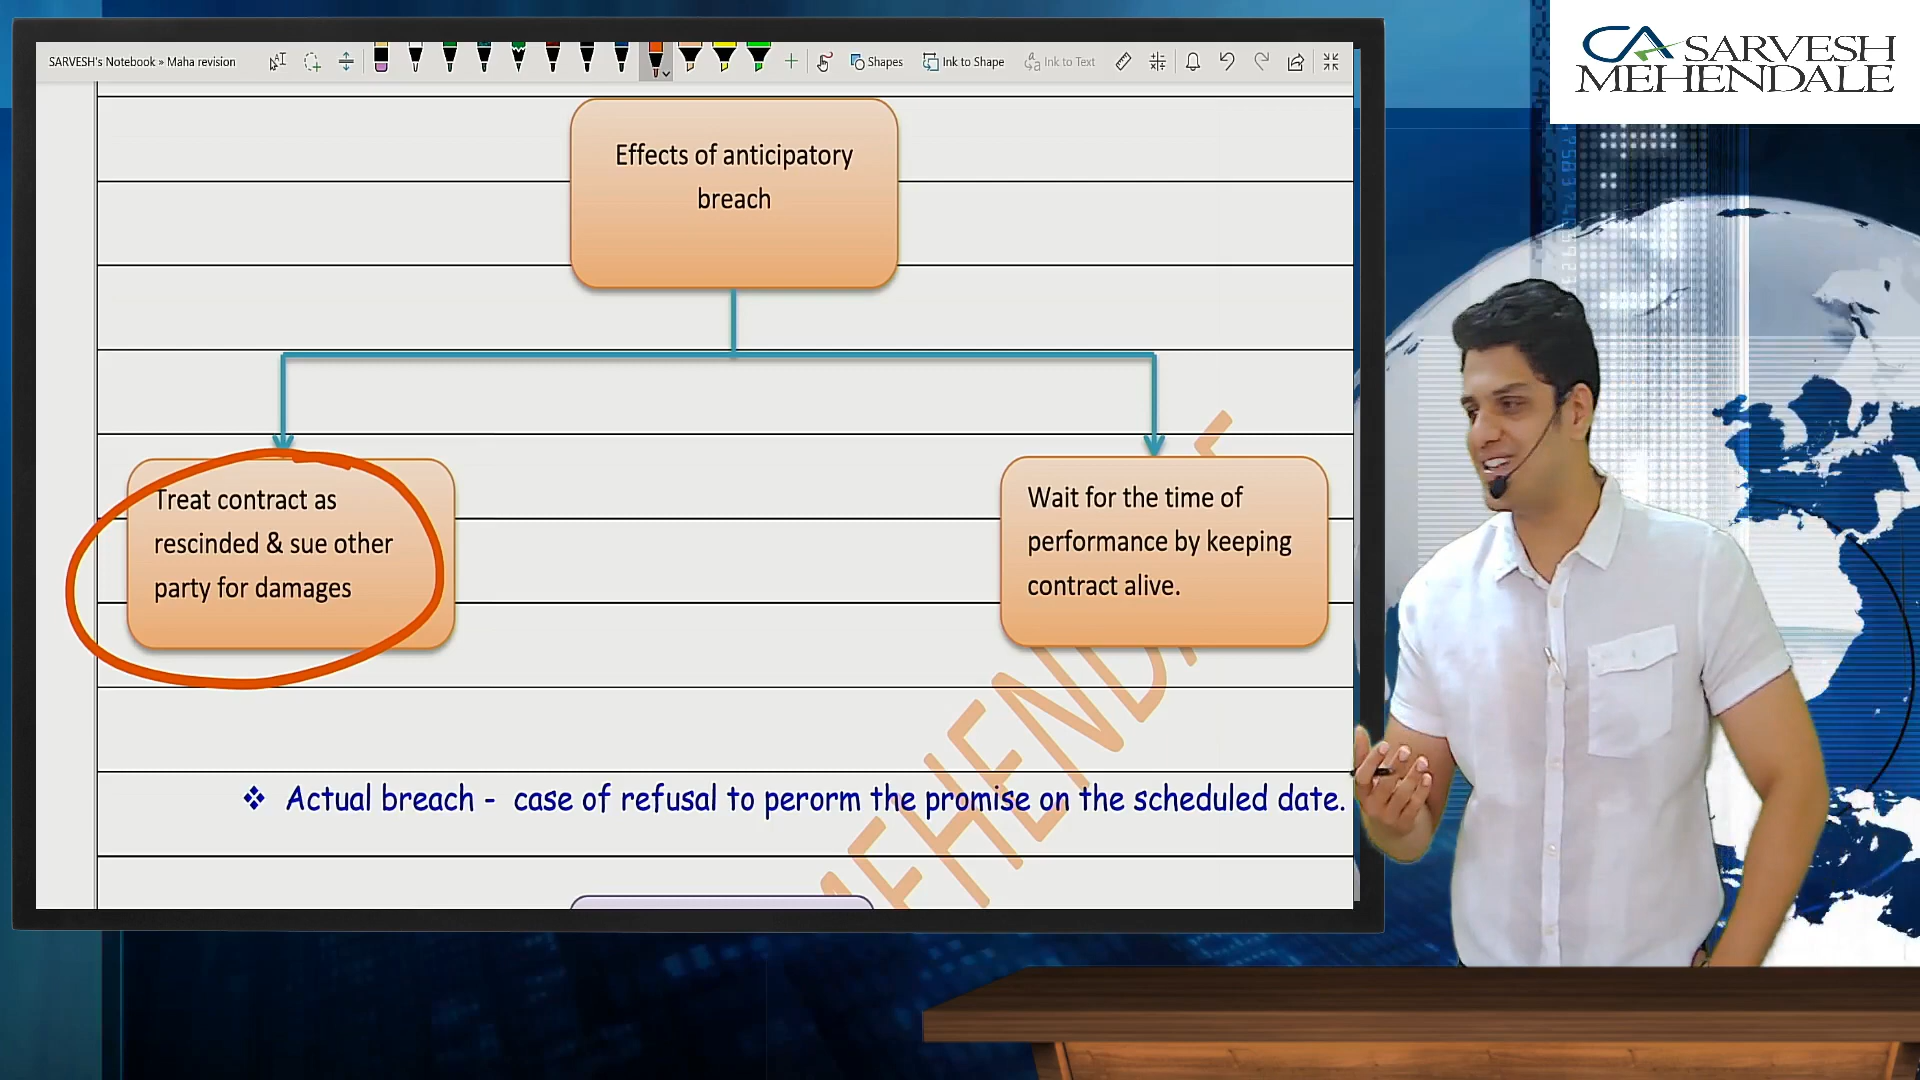 SARVESH's Notebook » Maha revision
Shapes
Ink to Shape
Ink to Text
CA SARVESH
MEHENDALE
Effects of anticipatory
breach
Treat contract as
rescinded & sue other
party for damages
Wait for the time of
performance by keeping
contract alive.
❖ Actual breach - case of refusal to perorm the promise on the scheduled date.
MEHENDALE